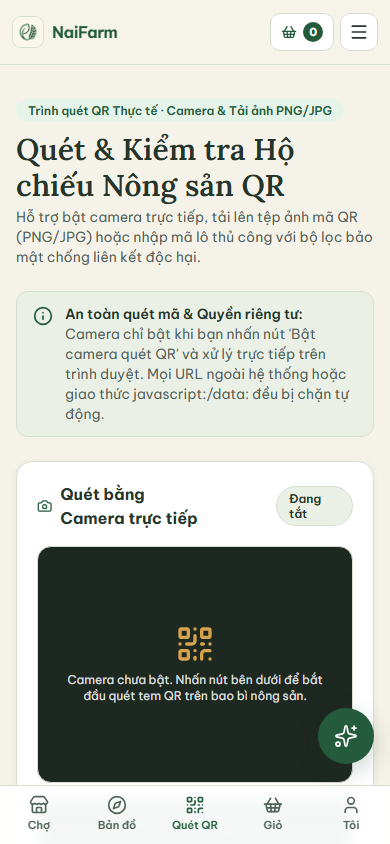 NaiFarm
0
Trình quét QR Thực tế · Camera & Tải ảnh PNG/JPG
Quét & Kiểm tra Hộ
chiếu Nông sản QR
Hỗ trợ bật camera trực tiếp, tải lên tệp ảnh mã QR
(PNG/JPG) hoặc nhập mã lô thủ công với bộ lọc bảo
mật chống liên kết độc hại.
An toàn quét mã & Quyền riêng tư:
Camera chỉ bật khi bạn nhấn nút 'Bật
camera quét QR' và xử lý trực tiếp trên
trình duyệt. Mọi URL ngoài hệ thống hoặc
giao thức javascript:/data: đều bị chặn tự
động.
Quét bằng
Camera trực tiếp
Đang
tắt
Camera chưa bật. Nhấn nút bên dưới để bắt
đầu quét tem QR trên bao bì nông sản.
Chợ
Bản đồ
Quét QR
Giỏ
Tôi